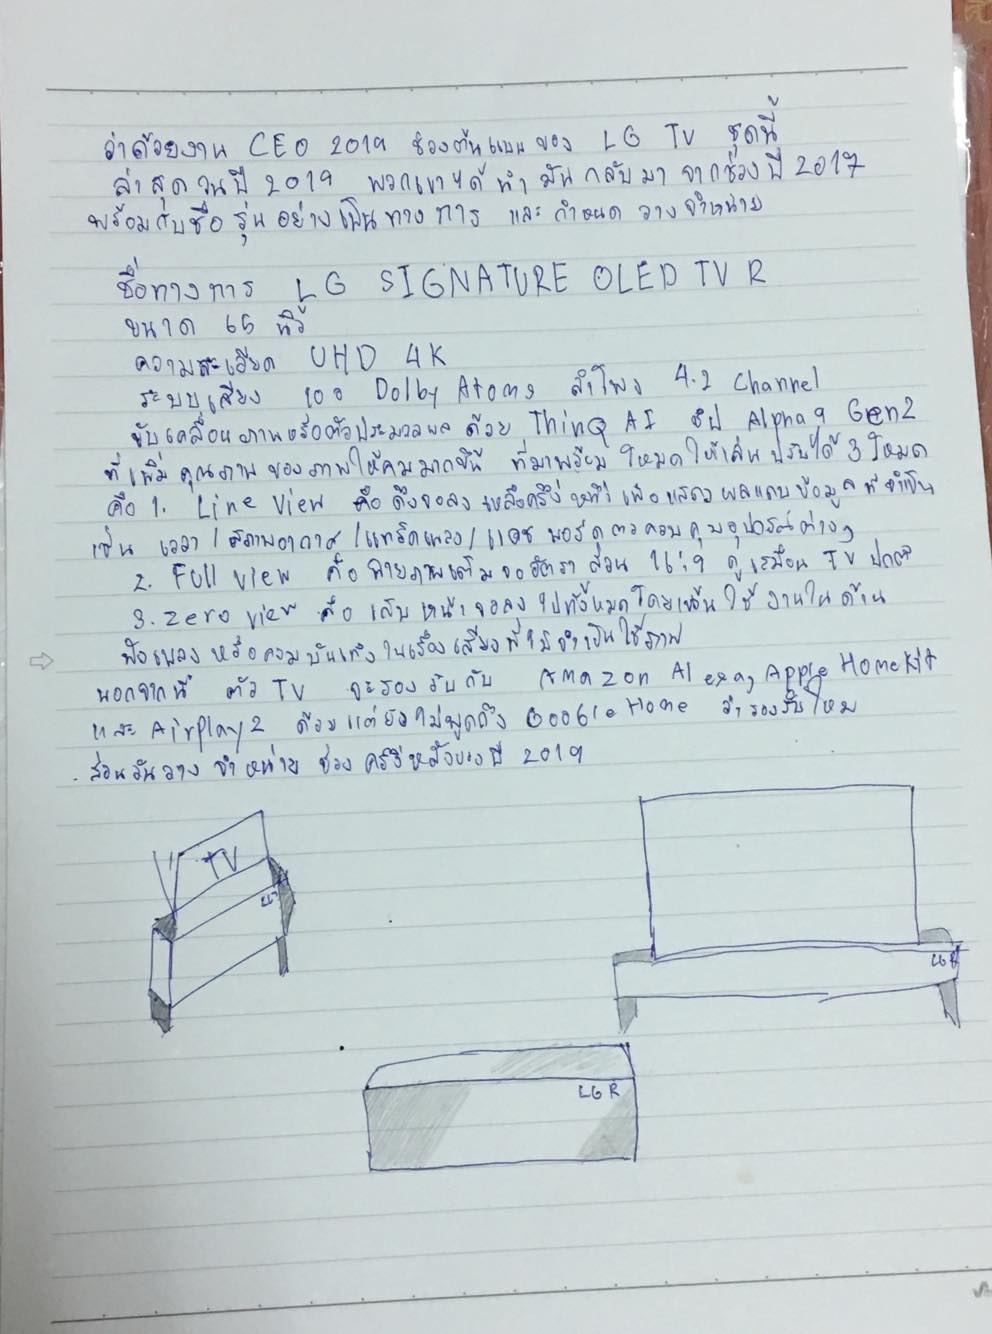 ว่าด้วยงาน CEO 2019 ช่วงต้นแบบของ LG TV ชุดนี้
ล่าสุดในปี 2019 พวกเขาได้นำมันกลับมา จากช่วงปี 2017
พร้อมกับชื่อรุ่นอย่างเป็นทางการ และกำหนดวางจำหน่าย
ชื่อทางการ LG SIGNATURE OLED TV R
ขนาด 65 นิ้ว
ความละเอียด UHD 4K
ระบบเสียง 100 Dolby Atoms ลำโพง 4.2 Channel
ขับเคลื่อนภาพหรือตัวประมวลผล ด้วย ThinQ AI ชิป Alpha 9 Gen2
ที่เพิ่มคุณภาพของภาพให้คมมากขึ้น ที่มาพร้อม โหมดให้เล่นปรับได้ 3 โหมด
คือ 1. Line View คือ ดึงจอลงเหลือครึ่งหนึ่ง เพื่อแสดงผลแถบข้อมูลที่จำเป็น
เช่น เวลา / สภาพอากาศ / แทร็คเพลง / แดชบอร์ดควบคุมอุปกรณ์ต่างๆ
2. Full View คือ ฉายภาพเต็มจออัตราส่วน 16:9 ดูเหมือน TV ปกติ
3. Zero view คือ เก็บหน้าจอลงไปทั้งหมดโดยเน้นใช้งานในด้าน
ฟังเพลง หรือความบันเทิงในเรื่องเสียงที่ไม่จำเป็นใช้ภาพ
นอกจากนี้ ตัว TV จะรองรับกับ Amazon Alexa, Apple HomeKit
และ AirPlay2 ด้วย แต่ยังไม่พูดถึง Google Home ว่ารองรับไหม
ส่วนวันวางจำหน่าย ช่วงครึ่งหลังของปี 2019
TV
LG
LG R
LG R